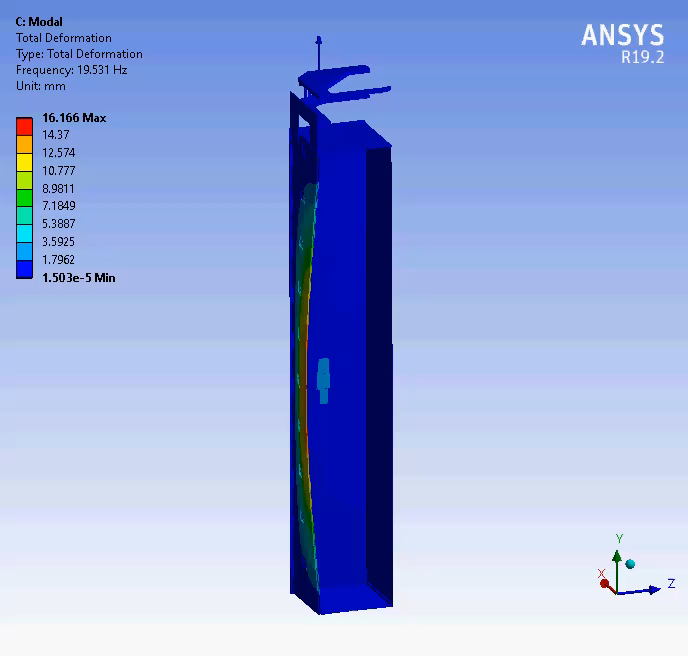 C: Modal
Total Deformation
Type: Total Deformation
Frequency: 19.531 Hz
Unit: mm
16.166 Max
14.37
12.574
10.777
8.9811
7.1849
5.3887
3.5925
1.7962
1.503e-5 Min
ANSYS
R19.2
Y
X
Z